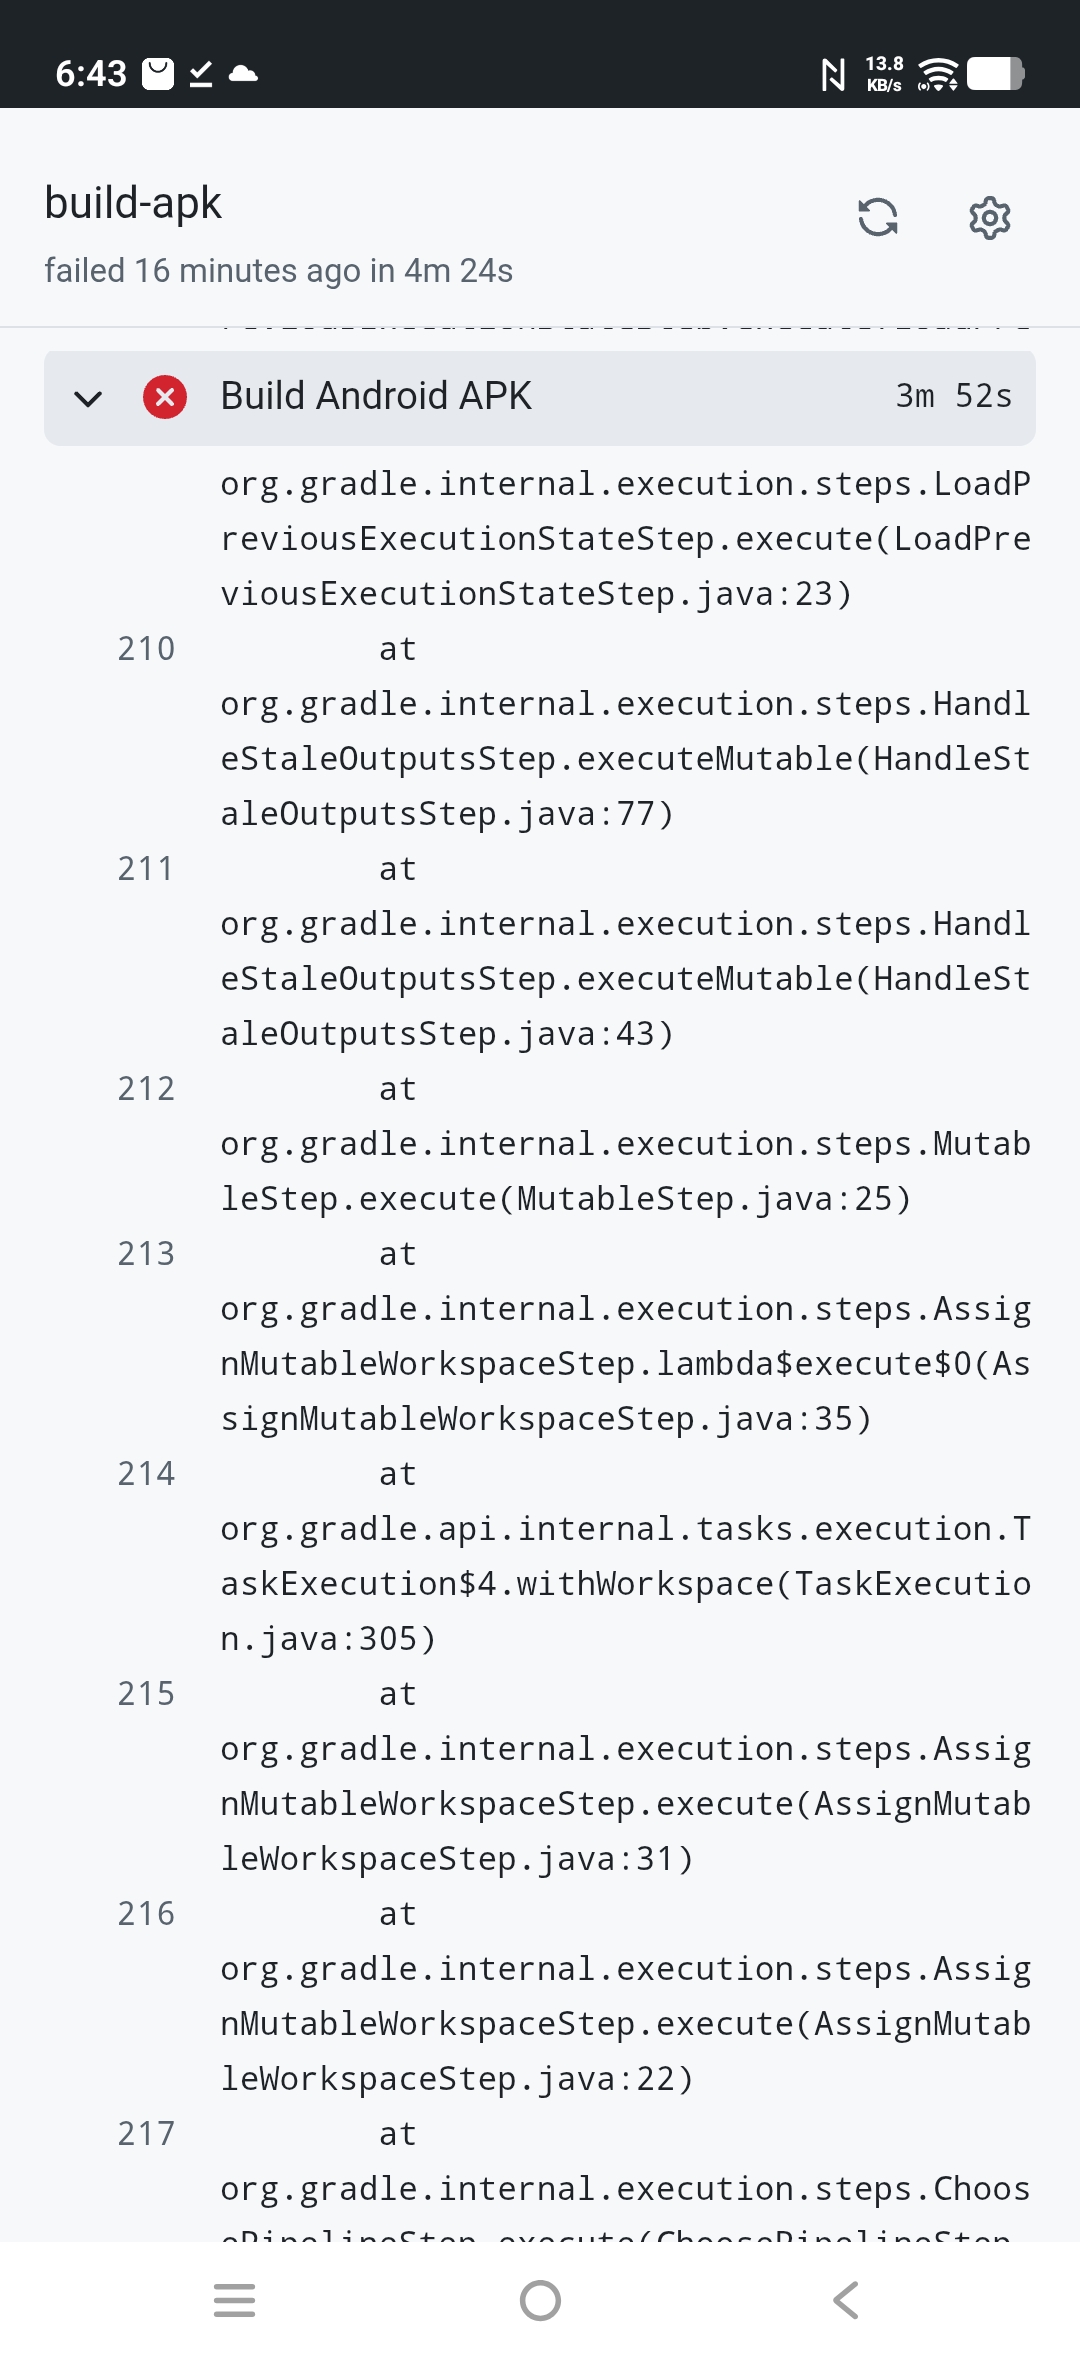 6:43
13.8
KB/s
build-apk
failed 16 minutes ago in 4m 24s
Build Android APK 3m 52s
org.gradle.internal.execution.steps.LoadP
reviousExecutionStateStep.execute(LoadPre
viousExecutionStateStep.java:23)
210 at
org.gradle.internal.execution.steps.Handl
eStaleOutputsStep.executeMutable(HandleSt
aleOutputsStep.java:77)
211 at
org.gradle.internal.execution.steps.Handl
eStaleOutputsStep.executeMutable(HandleSt
aleOutputsStep.java:43)
212 at
org.gradle.internal.execution.steps.Mutab
leStep.execute(MutableStep.java:25)
213 at
org.gradle.internal.execution.steps.Assig
nMutableWorkspaceStep.lambda$execute$0(As
signMutableWorkspaceStep.java:35)
214 at
org.gradle.api.internal.tasks.execution.T
askExecution$4.withWorkspace(TaskExecutio
n.java:305)
215 at
org.gradle.internal.execution.steps.Assig
nMutableWorkspaceStep.execute(AssignMutab
leWorkspaceStep.java:31)
216 at
org.gradle.internal.execution.steps.Assig
nMutableWorkspaceStep.execute(AssignMutab
leWorkspaceStep.java:22)
217 at
org.gradle.internal.execution.steps.Choos
ePipelineStep.execute(ChoosePipelineStep.